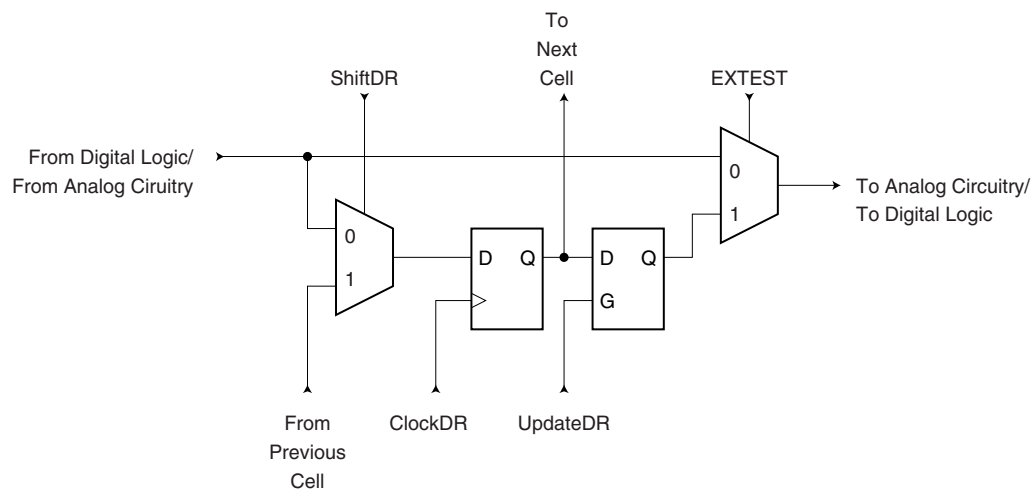 To
Next
Cell
ShiftDR
EXTEST
From Digital Logic/
From Analog Ciruitry
0
1
D Q
D Q
G
0
1
To Analog Circuitry/
To Digital Logic
From
Previous
Cell
ClockDR
UpdateDR